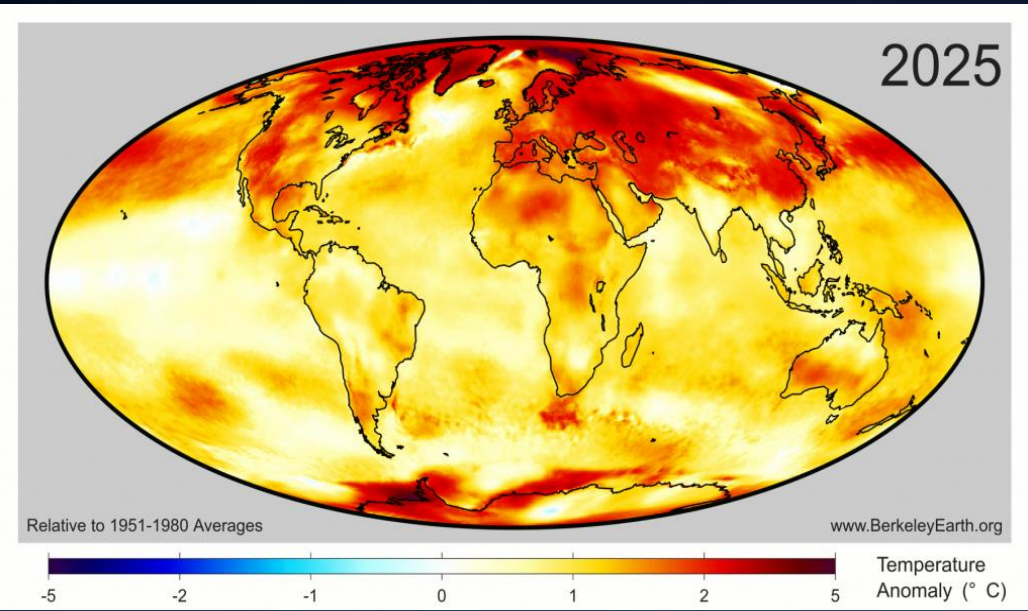 2025
Relative to 1951-1980 Averages
www.BerkeleyEarth.org
-5 -2 -1 0 1 2 5
Temperature
Anomaly (° C)